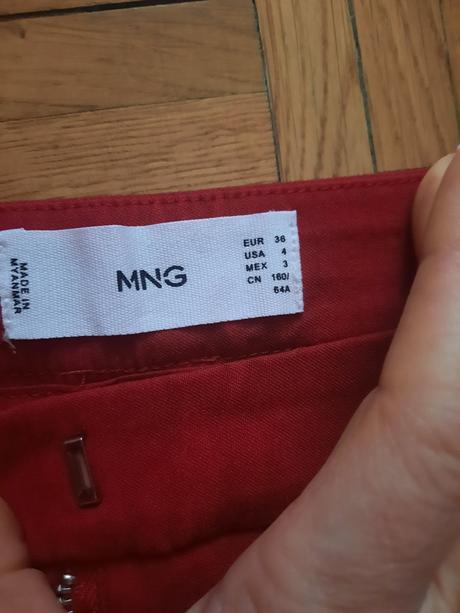 MADE IN
MYANMAR
MNG
EUR 36
USA 4
MEX 3
CN 160/
64A